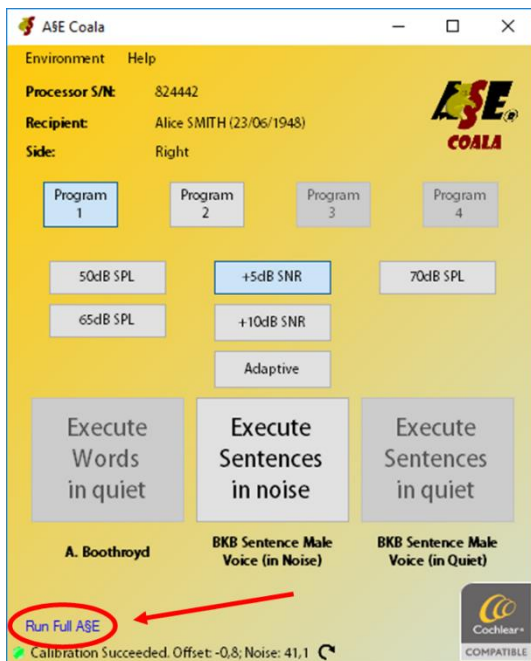 A§E Coala
Environment Help
Processor S/N: 824442
Recipient: Alice SMITH (23/06/1948)
Side: Right
A§E®
COALA
Program 1
Program 2
Program 3
Program 4
50dB SPL
+5dB SNR
70dB SPL
65dB SPL
+10dB SNR
Adaptive
Execute
Words
in quiet
Execute
Sentences
in noise
Execute
Sentences
in quiet
A. Boothroyd
BKB Sentence Male
Voice (in Noise)
BKB Sentence Male
Voice (in Quiet)
Run Full A§E
Calibration Succeeded. Offset: -0,8; Noise: 41,1
Cochlear
COMPATIBLE